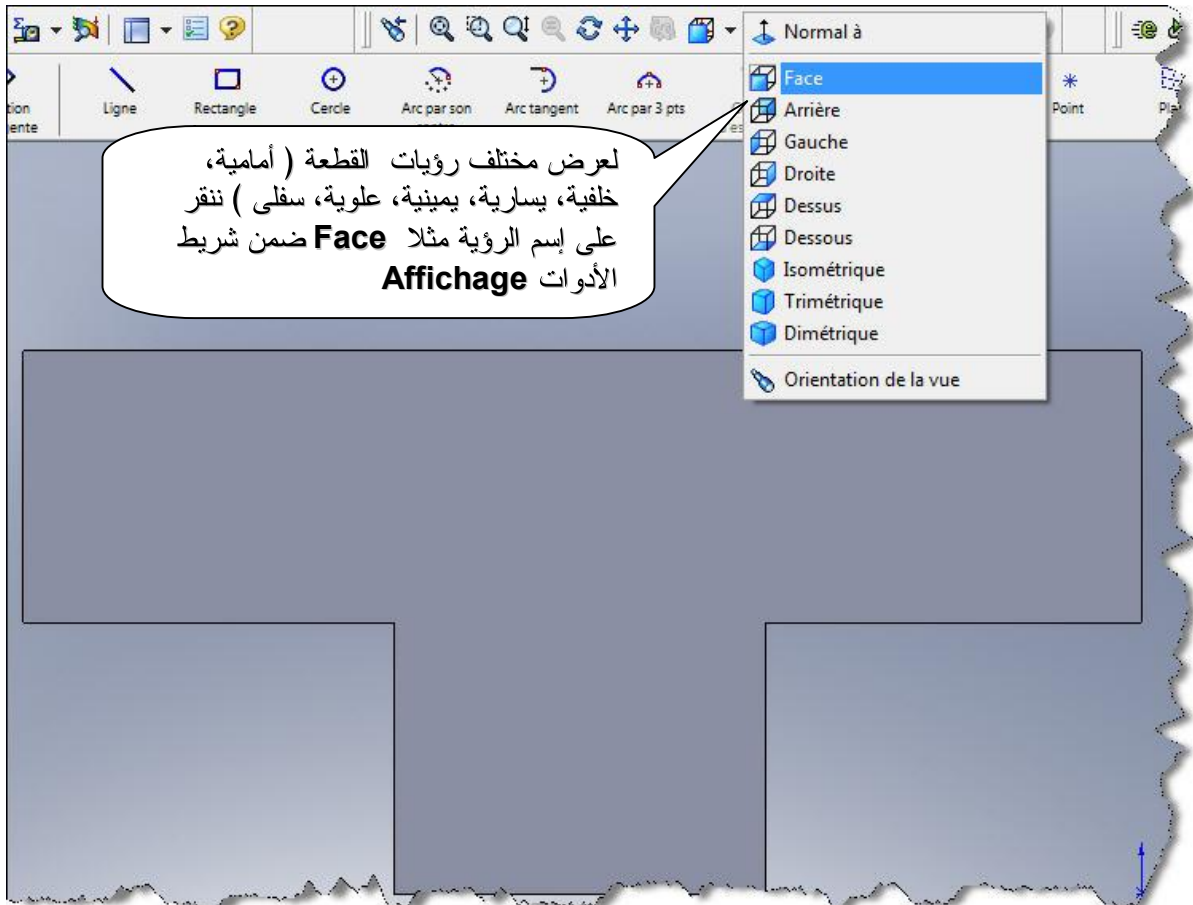 Normal à
Face
Arrière
Gauche
Droite
Dessus
Dessous
Isométrique
Trimétrique
Dimétrique
Orientation de la vue
Ligne
Rectangle
Cercle
Arc par son
Arc tangent
Arc par 3 pts
Point
لعرض مختلف رؤيات القطعة ( أمامية،
خلفية، يسارية، يمينية، علوية، سفلى ) ننقر
على إسم الرؤية مثلا Face ضمن شريط
الأدوات Affichage